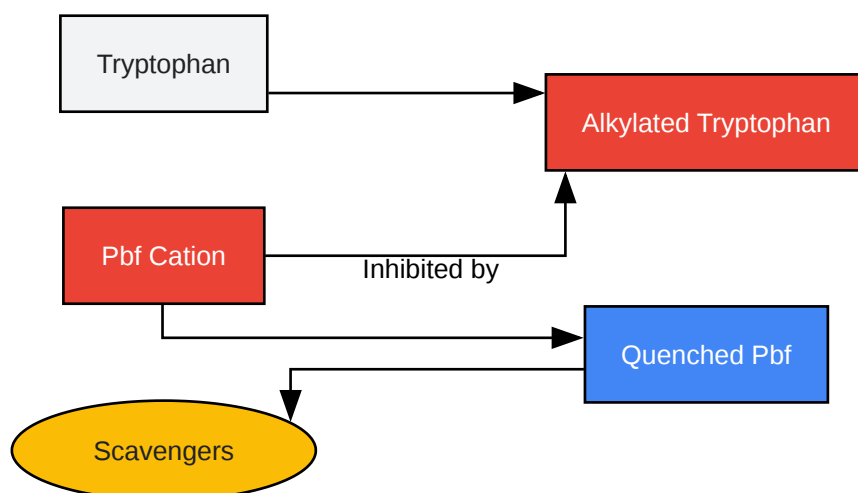 Tryptophan
Alkylated Tryptophan
Pbf Cation
Inhibited by
Quenched Pbf
Scavengers